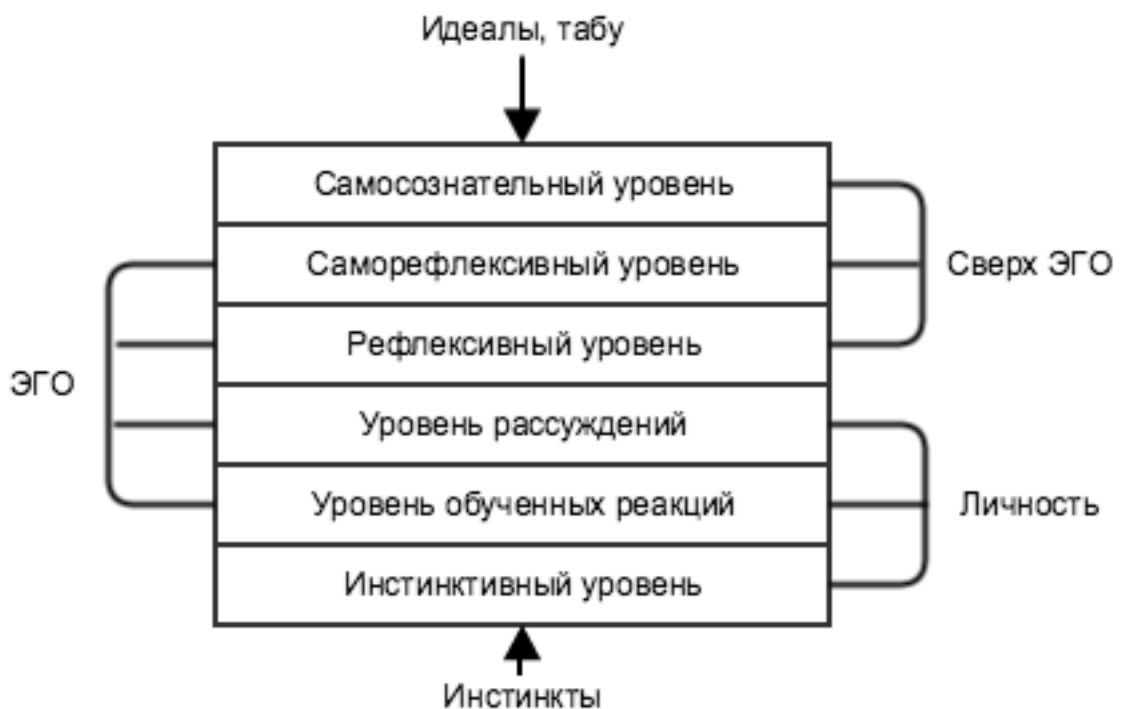 Идеалы, табу
Самосознательный уровень
Саморефлексивный уровень
Сверх ЭГО
Рефлексивный уровень
ЭГО
Уровень рассуждений
Уровень обученных реакций
Личность
Инстинктивный уровень
Инстинкты